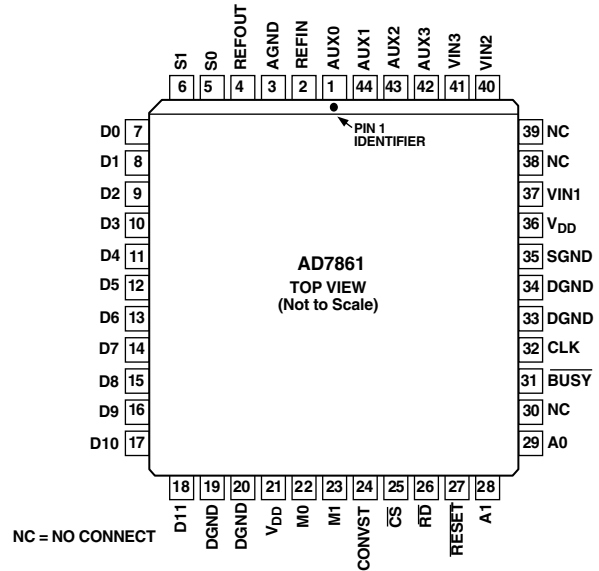 S1
S0
REFOUT
AGND
REFIN
AUX0
AUX1
AUX2
AUX3
VIN3
VIN2
6 5 4 3 2 1 44 43 42 41 40
PIN 1
IDENTIFIER
D0 7
D1 8
D2 9
D3 10
D4 11
D5 12
D6 13
D7 14
D8 15
D9 16
D10 17
AD7861
TOP VIEW
(Not to Scale)
39 NC
38 NC
37 VIN1
36 VDD
35 SGND
34 DGND
33 DGND
32 CLK
31 BUSY
30 NC
29 A0
18 19 20 21 22 23 24 25 26 27 28
D11
DGND
DGND
VDD
M0
M1
CONVST
CS
RD
RESET
A1
NC = NO CONNECT